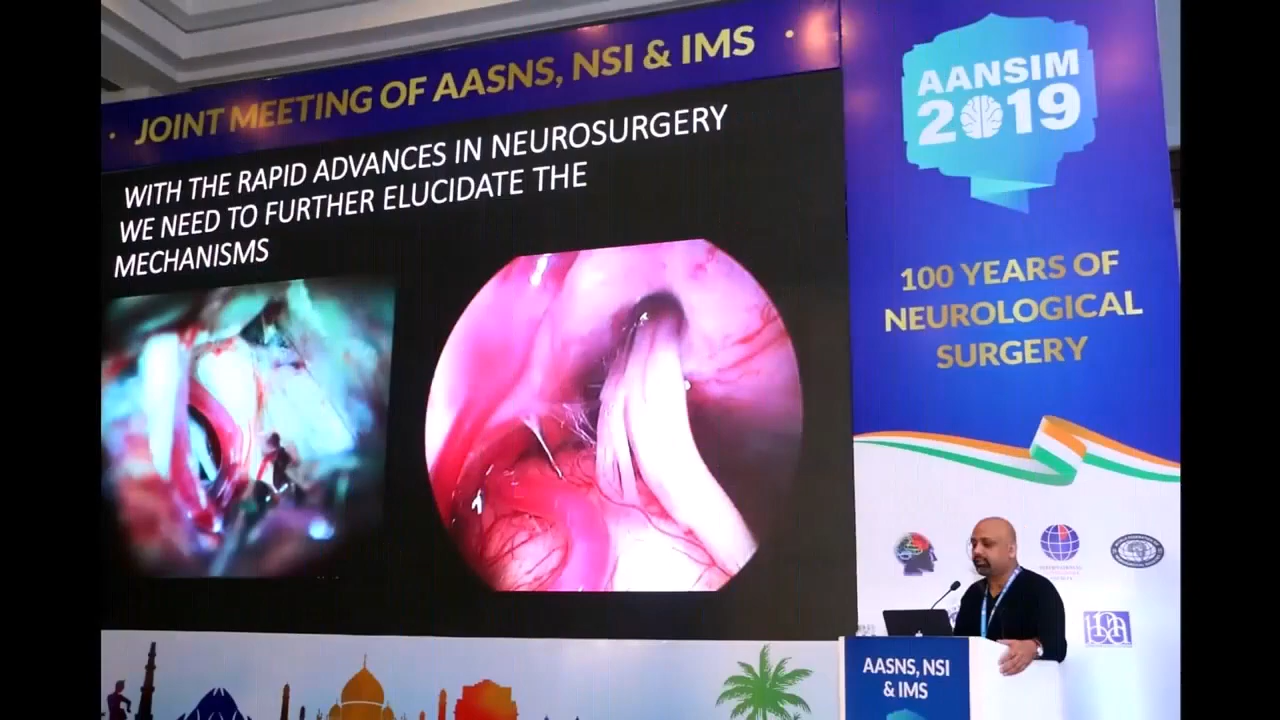 JOINT MEETING OF AASNS, NSI & IMS
WITH THE RAPID ADVANCES IN NEUROSURGERY
WE NEED TO FURTHER ELUCIDATE THE
MECHANISMS
AANSIM
2019
100 YEARS OF
NEUROLOGICAL
SURGERY
AASNS, NSI
& IMS